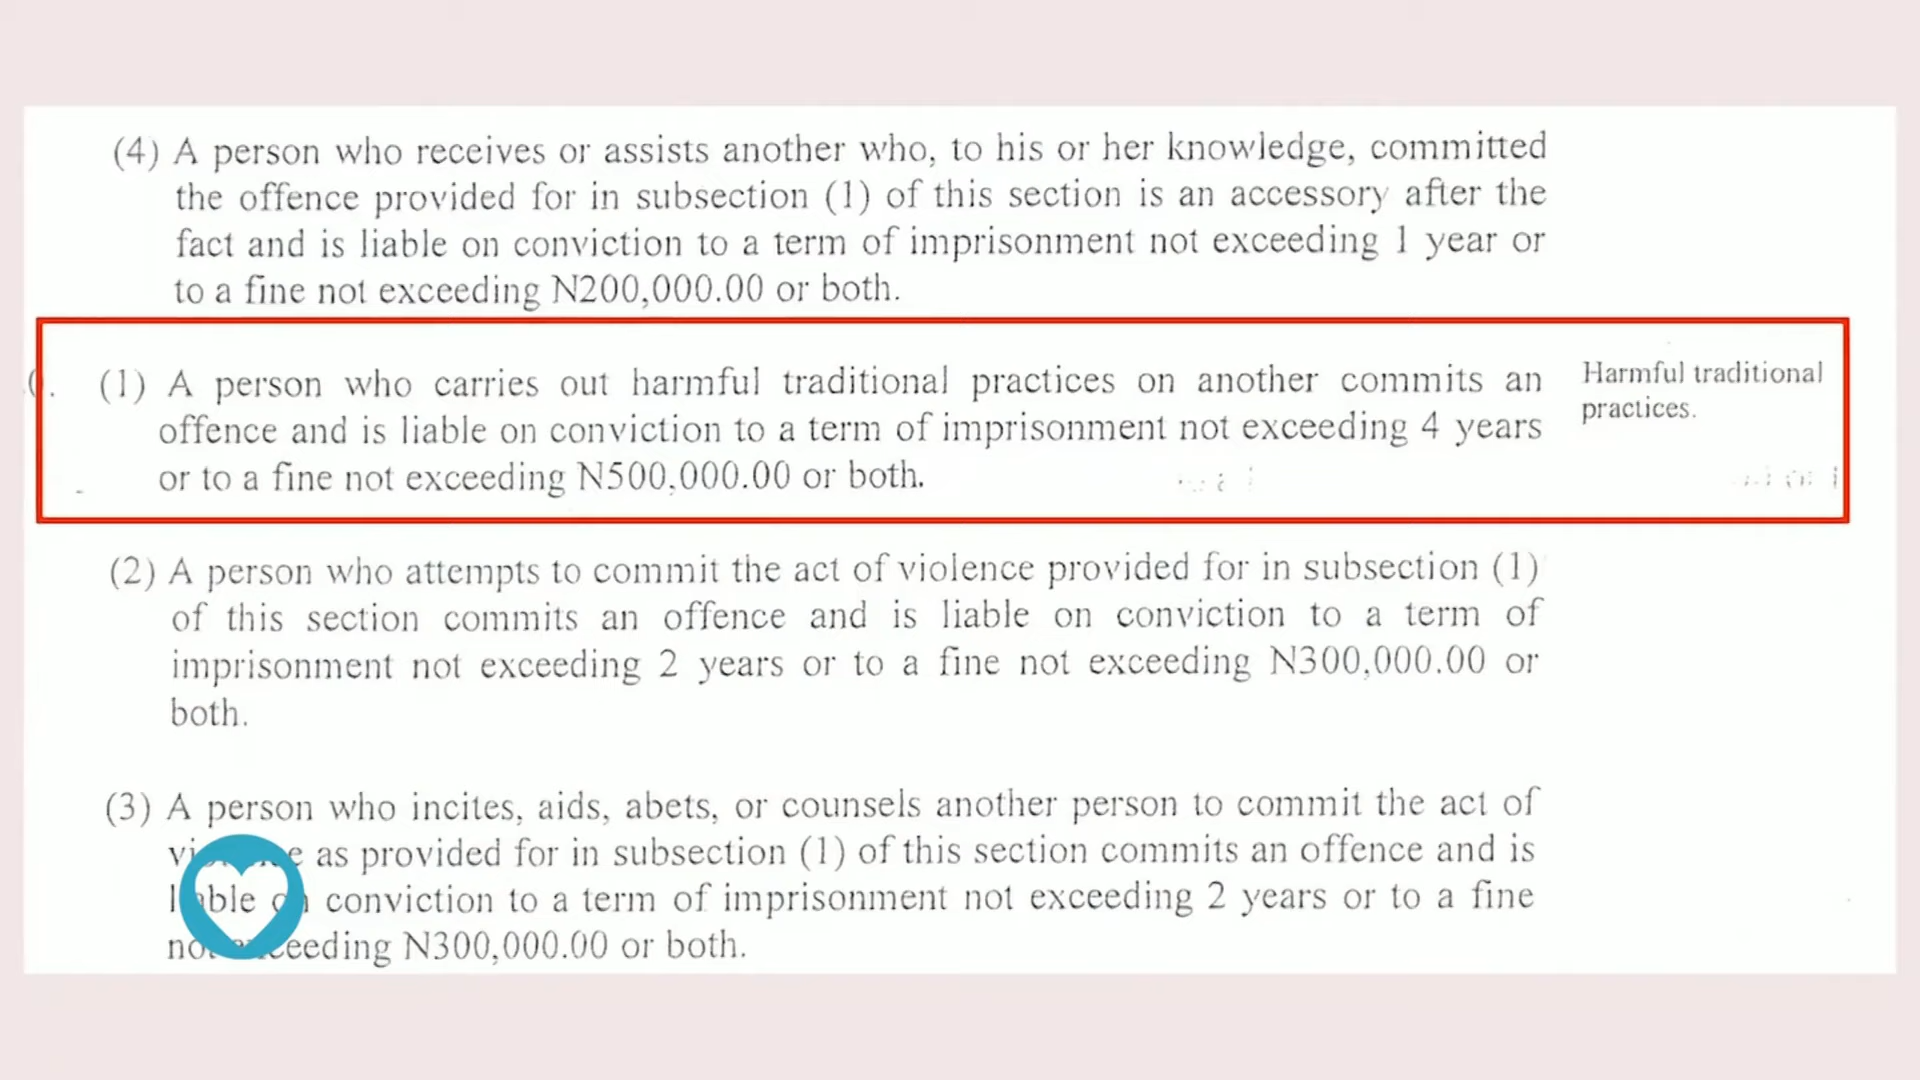 (4) A person who receives or assists another who, to his or her knowledge, committed
the offence provided for in subsection (1) of this section is an accessory after the
fact and is liable on conviction to a term of imprisonment not exceeding 1 year or
to a fine not exceeding N200,000.00 or both.
(1) A person who carries out harmful traditional practices on another commits an
offence and is liable on conviction to a term of imprisonment not exceeding 4 years
or to a fine not exceeding N500,000.00 or both.
Harmful traditional
practices.
(2) A person who attempts to commit the act of violence provided for in subsection (1)
of this section commits an offence and is liable on conviction to a term of
imprisonment not exceeding 2 years or to a fine not exceeding N300,000.00 or
both.
(3) A person who incites, aids, abets, or counsels another person to commit the act of
as provided for in subsection (1) of this section commits an offence and is
conviction to a term of imprisonment not exceeding 2 years or to a fine
N300,000.00 or both.